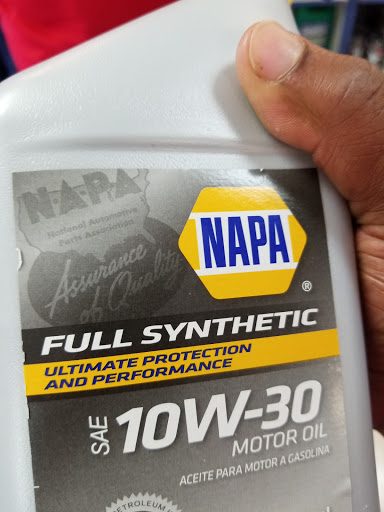 NAPA
National Automotive
Parts Association
Assurance
of Quality
NAPA
®
FULL SYNTHETIC
ULTIMATE PROTECTION
AND PERFORMANCE
SAE 10W-30
MOTOR OIL
ACEITE PARA MOTOR A GASOLINA
PETROLEUM